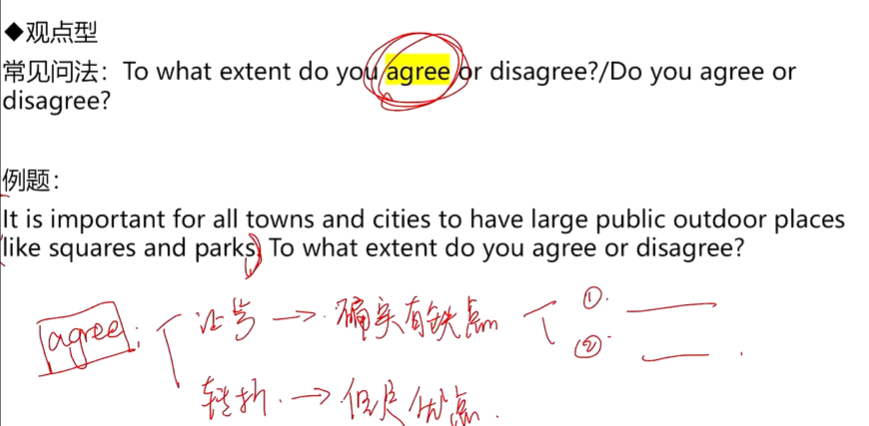 ◆观点型
常见问法：To what extent do you agree or disagree?/Do you agree or
disagree?
例题：
It is important for all towns and cities to have large public outdoor places
like squares and parks. To what extent do you agree or disagree?
agree: 让步 → 确实有缺点 ①.
②.
转折. → 但是优点.